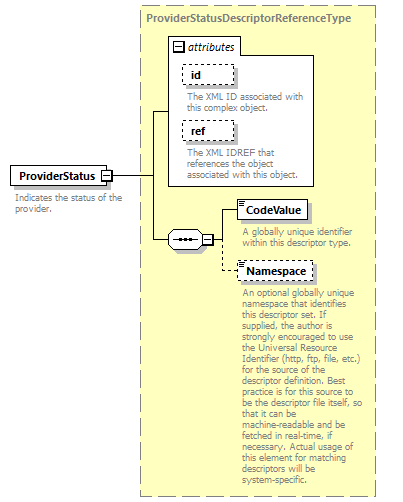 ProviderStatusDescriptorReferenceType
attributes
id
The XML ID associated with
this complex object.
ref
The XML IDREF that
references the object
associated with this object.
ProviderStatus
Indicates the status of the
provider.
CodeValue
A globally unique identifier
within this descriptor type.
Namespace
An optional globally unique
namespace that identifies
this descriptor set. If
supplied, the author is
strongly encouraged to use
the Universal Resource
Identifier (http, ftp, file, etc.)
for the source of the
descriptor definition. Best
practice is for this source to
be the descriptor file itself, so
that it can be
machine-readable and be
fetched in real-time, if
necessary. Actual usage of
this element for matching
descriptors will be
system-specific.